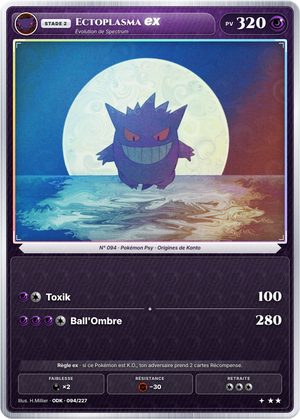 STADE 2 Ectoplasma ex PV 320
Évolution de Spectrum
N° 094 · Pokémon Psy · Origines de Kanto
Toxik 100
Ball'Ombre 280
Règle ex - si ce Pokémon est K.O., ton adversaire prend 2 cartes Récompense.
FAIBLESSE RÉSISTANCE RETRAITE
×2 -30
Illus. H.Millier · ODK · 094/227